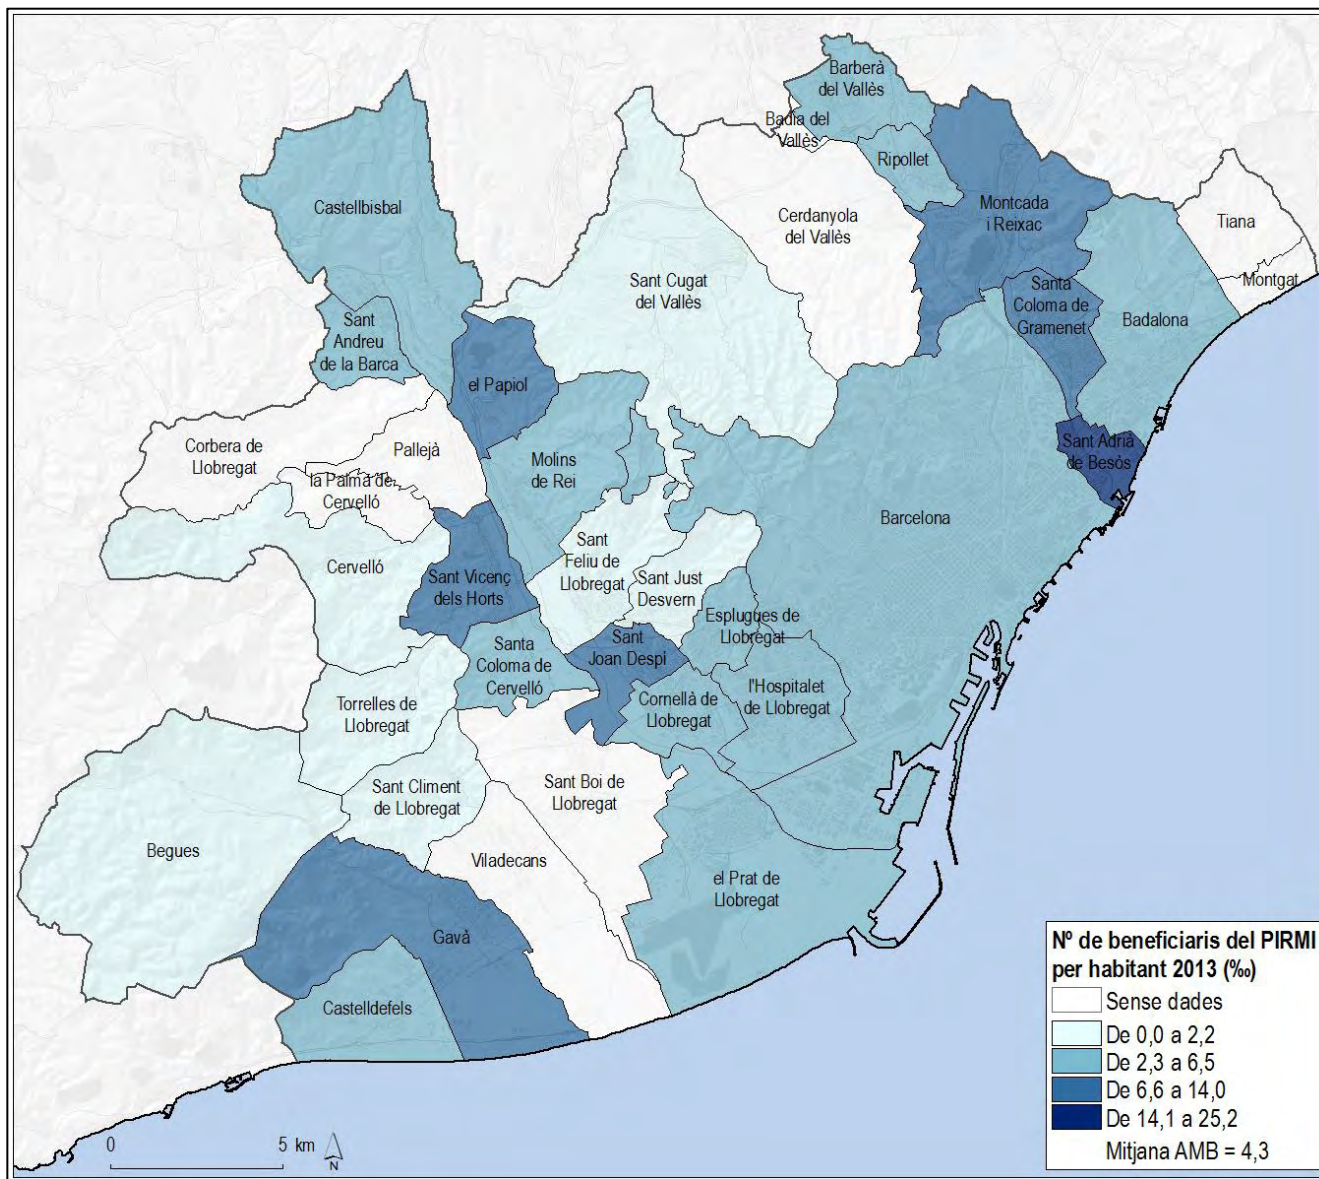 Barberà
del Vallès
Badia del
Vallès
Ripollet
Castellbisbal
Montcada
i Reixac
Cerdanyola
del Vallès
Tiana
Montgat
Sant Cugat
del Vallès
Santa
Coloma de
Gramenet
Badalona
Sant
Andreu
de la Barca
el Papiol
Corbera de
Llobregat
Pallejà
la Palma de
Cervelló
Molins
de Rei
Sant Adrià
de Besòs
Barcelona
Cervelló
Sant Vicenç
dels Horts
Sant
Feliu de
Llobregat
Sant Just
Desvern
Esplugues de
Llobregat
Santa
Coloma de
Cervelló
Sant
Joan Despi
Torrelles de
Llobregat
Cornellà de
Llobregat
l'Hospitalet
de Llobregat
Sant Climent
de Llobregat
Sant Boi de
Llobregat
Begues
Viladecans
el Prat de
Llobregat
Gavà
Castelldefels
Nº de beneficiaris del PIRMI
per habitant 2013 (‰)
Sense dades
De 0,0 a 2,2
De 2,3 a 6,5
De 6,6 a 14,0
De 14,1 a 25,2
Mitjana AMB = 4,3
0 5 km
N